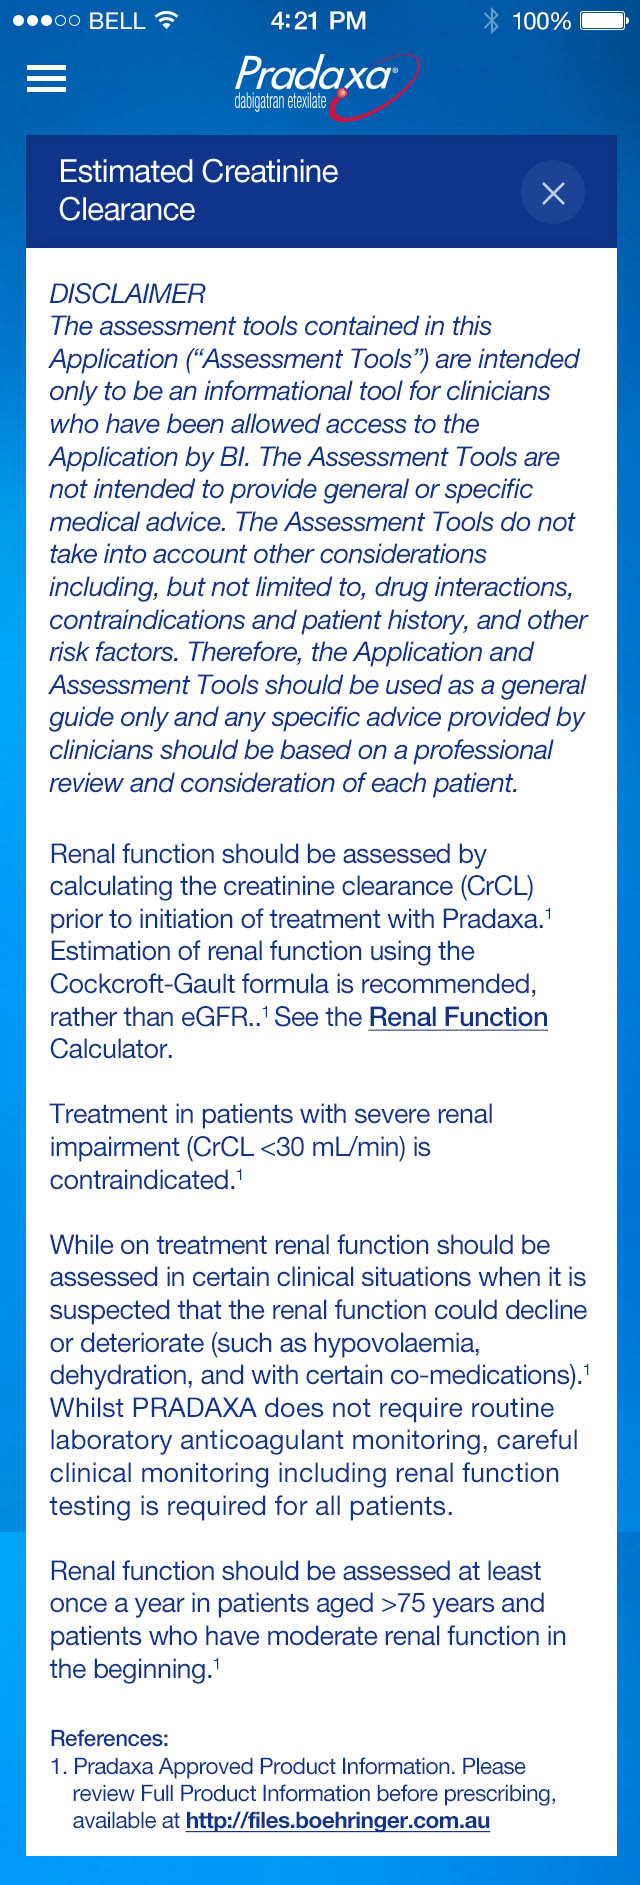 BELL 4:21 PM 100%
Pradaxa®
dabigatran etexilate
Estimated Creatinine
Clearance
DISCLAIMER
The assessment tools contained in this
Application (“Assessment Tools”) are intended
only to be an informational tool for clinicians
who have been allowed access to the
Application by BI. The Assessment Tools are
not intended to provide general or specific
medical advice. The Assessment Tools do not
take into account other considerations
including, but not limited to, drug interactions,
contraindications and patient history, and other
risk factors. Therefore, the Application and
Assessment Tools should be used as a general
guide only and any specific advice provided by
clinicians should be based on a professional
review and consideration of each patient.
Renal function should be assessed by
calculating the creatinine clearance (CrCL)
prior to initiation of treatment with Pradaxa.¹
Estimation of renal function using the
Cockcroft-Gault formula is recommended,
rather than eGFR..¹ See the Renal Function
Calculator.
Treatment in patients with severe renal
impairment (CrCL <30 mL/min) is
contraindicated.¹
While on treatment renal function should be
assessed in certain clinical situations when it is
suspected that the renal function could decline
or deteriorate (such as hypovolaemia,
dehydration, and with certain co-medications).¹
Whilst PRADAXA does not require routine
laboratory anticoagulant monitoring, careful
clinical monitoring including renal function
testing is required for all patients.
Renal function should be assessed at least
once a year in patients aged >75 years and
patients who have moderate renal function in
the beginning.¹
References:
1. Pradaxa Approved Product Information. Please
review Full Product Information before prescribing,
available at http://files.boehringer.com.au